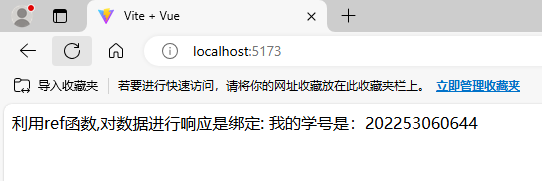 Vite + Vue
localhost:5173
导入收藏夹 若要进行快速访问，请将你的网址收藏放在此收藏夹栏上。 立即管理收藏夹
利用ref函数,对数据进行响应是绑定: 我的学号是：202253060644